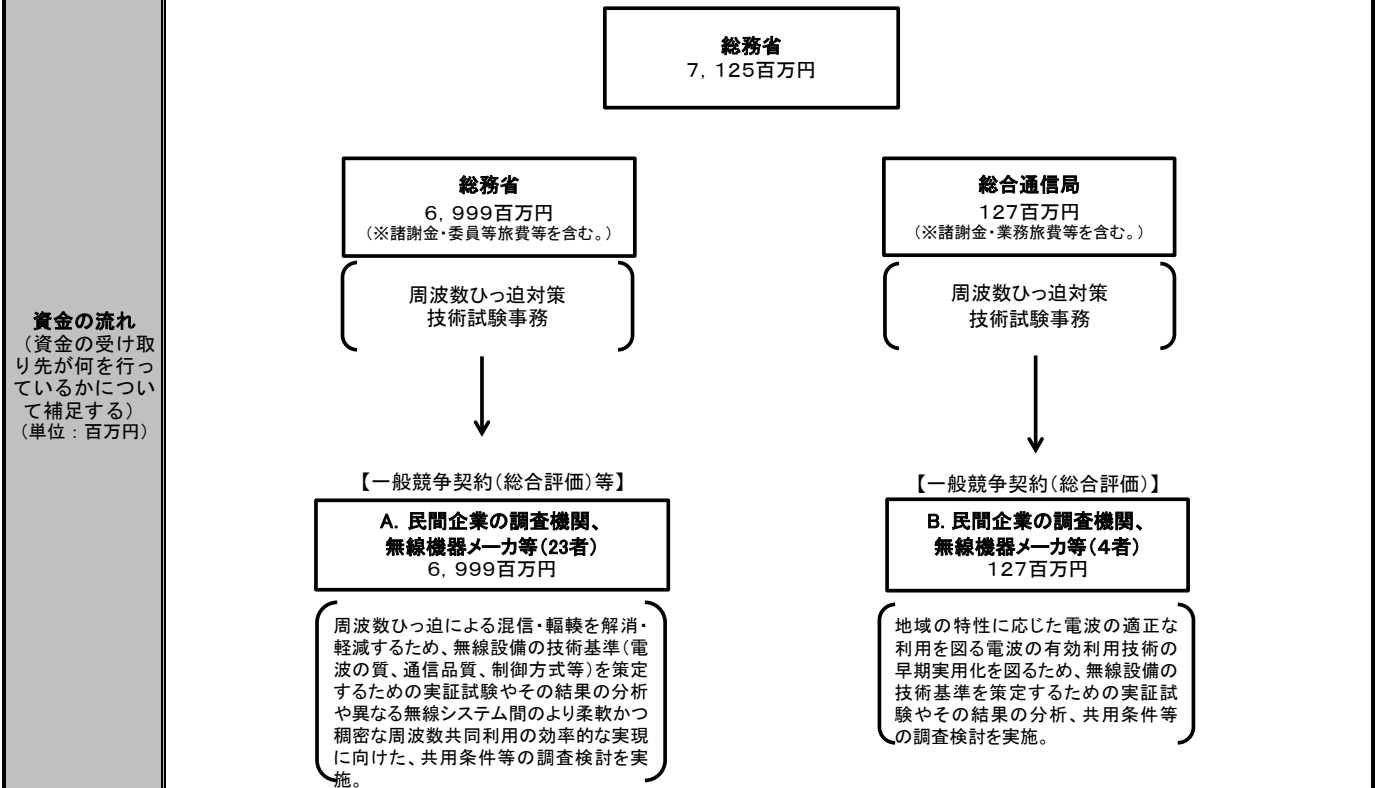 資金の流れ
（資金の受け取
り先が何を行っ
ているかについ
て補足する）
（単位：百万円）
総務省
７，１２５百万円
総務省
６，９９９百万円
（※諸謝金・委員等旅費等を含む。）
周波数ひっ迫対策
技術試験事務
【一般競争契約（総合評価）等】
A. 民間企業の調査機関、
無線機器メーカ等（23者）
６，９９９百万円
周波数ひっ迫による混信・輻輳を解消・
軽減するため、無線設備の技術基準（電
波の質、通信品質、制御方式等）を策定
するための実証試験やその結果の分析
や異なる無線システム間のより柔軟かつ
稠密な周波数共同利用の効率的な実現
に向けた、共用条件等の調査検討を実
施。
総合通信局
１２７百万円
（※諸謝金・業務旅費等を含む。）
周波数ひっ迫対策
技術試験事務
【一般競争契約（総合評価）】
B. 民間企業の調査機関、
無線機器メーカ等（４者）
１２７百万円
地域の特性に応じた電波の適正な
利用を図る電波の有効利用技術の
早期実用化を図るため、無線設備の
技術基準を策定するための実証試
験やその結果の分析、共用条件等
の調査検討を実施。